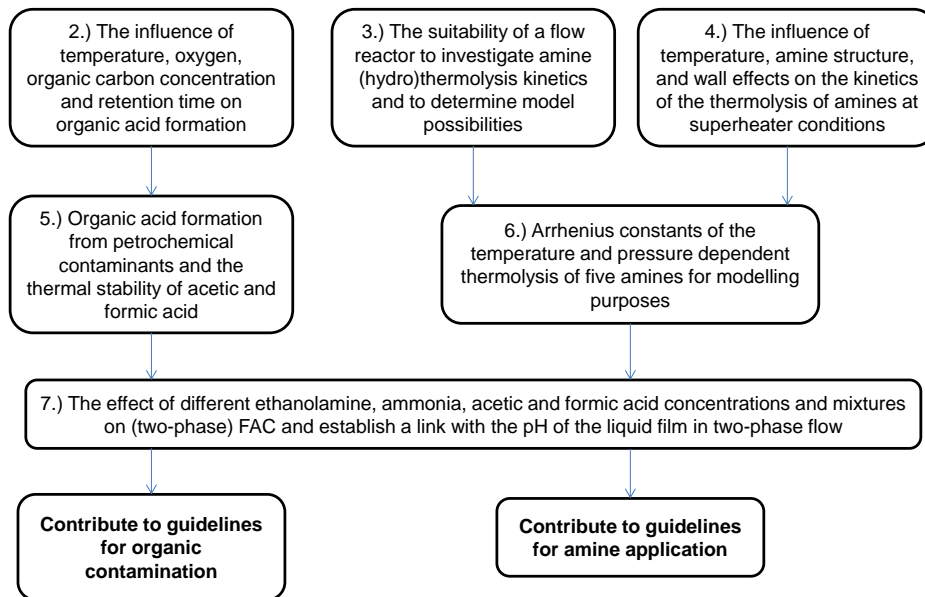 2.) The influence of
temperature, oxygen,
organic carbon concentration
and retention time on
organic acid formation
3.) The suitability of a flow
reactor to investigate amine
(hydro)thermolysis kinetics
and to determine model
possibilities
4.) The influence of
temperature, amine structure,
and wall effects on the kinetics
of the thermolysis of amines at
superheater conditions
5.) Organic acid formation
from petrochemical
contaminants and the
thermal stability of acetic and
formic acid
6.) Arrhenius constants of the
temperature and pressure dependent
thermolysis of five amines for modelling
purposes
7.) The effect of different ethanolamine, ammonia, acetic and formic acid concentrations and mixtures
on (two-phase) FAC and establish a link with the pH of the liquid film in two-phase flow
Contribute to guidelines
for organic
contamination
Contribute to guidelines
for amine application